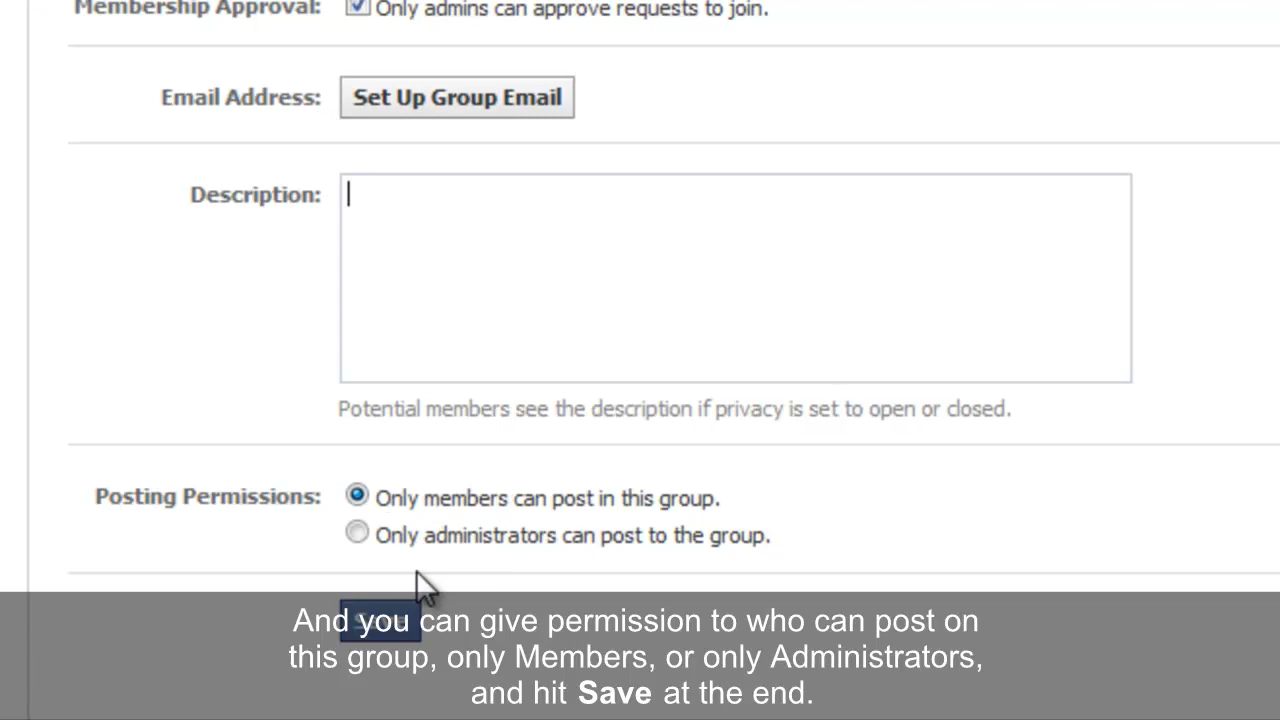 Membership Approval: Only admins can approve requests to join.
Email Address: Set Up Group Email
Description:
Potential members see the description if privacy is set to open or closed.
Posting Permissions: Only members can post in this group.
Only administrators can post to the group.
And you can give permission to who can post on
this group, only Members, or only Administrators,
and hit Save at the end.